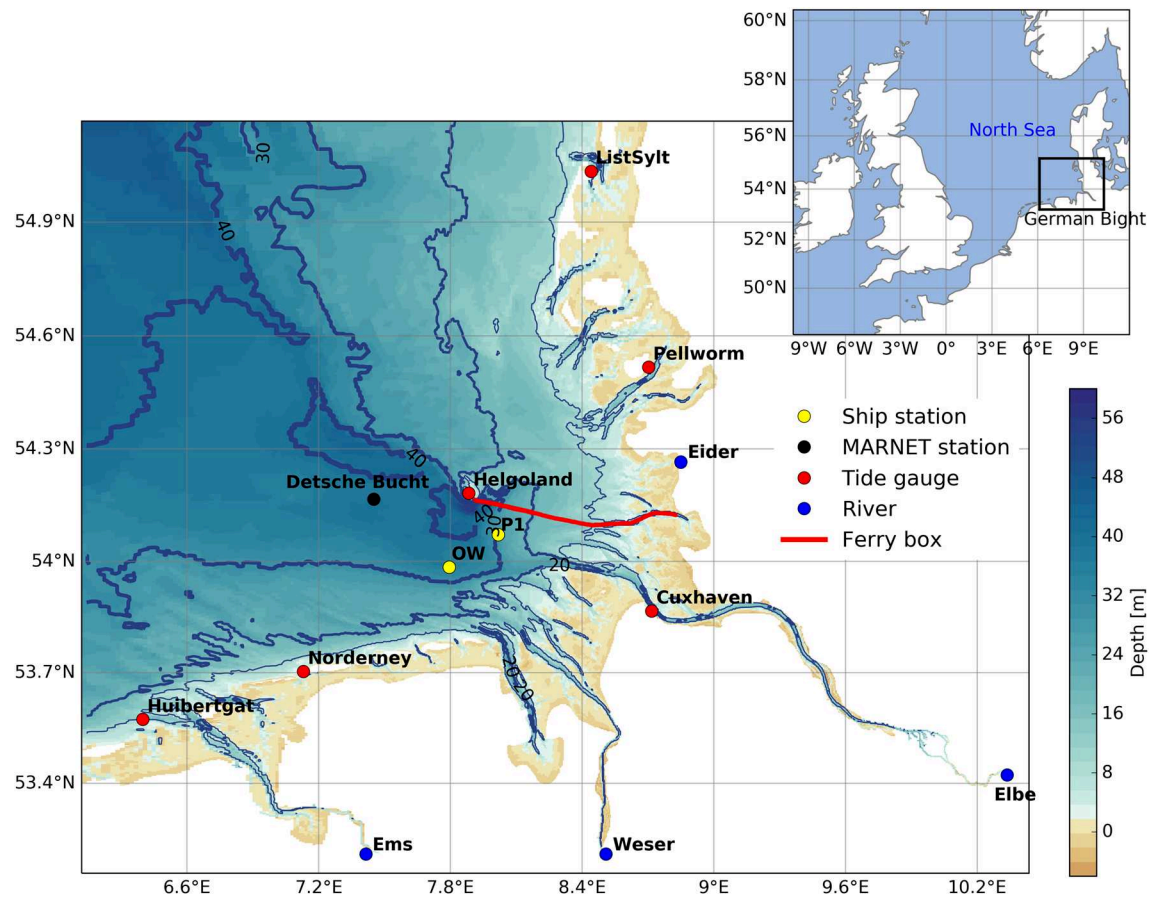 60°N
58°N
56°N
54°N
52°N
50°N
North Sea
German Bight
9°W 6°W 3°W 0° 3°E 6°E 9°E
54.9°N
54.6°N
54.3°N
54°N
53.7°N
53.4°N
30
40
ListSylt
Pellworm
Eider
40
Detsche Bucht
Helgoland
40
30
P1
OW
20
Cuxhaven
Norderney
20
20
Huibertgat
Elbe
Ems
Weser
6.6°E 7.2°E 7.8°E 8.4°E 9°E 9.6°E 10.2°E
Ship station
MARNET station
Tide gauge
River
Ferry box
56
48
40
32
24
16
8
0
Depth [m]